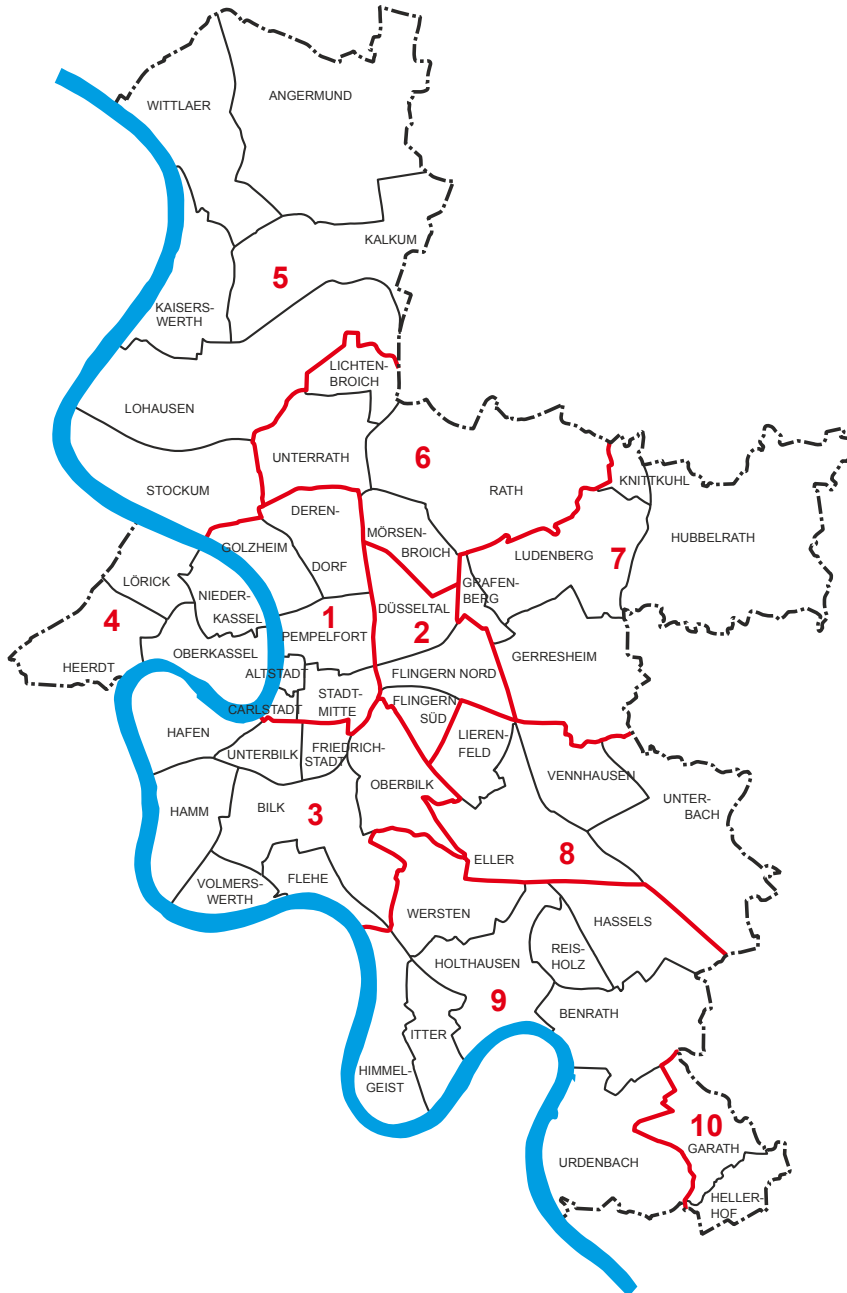 ANGERMUND
WITTLAER
KALKUM
5
KAISERS-
WERTH
LICHTEN-
BROICH
LOHAUSEN
UNTERRATH
6
KNITTKUHL
STOCKUM
RATH
DEREN-
DORF
MÖRSEN-
BROICH
HUBBELRATH
GOLZHEIM
LUDENBERG
7
LÖRICK
GRAFEN-
BERG
NIEDER-
KASSEL
DÜSSELTAL
1
PEMPELFORT
2
4
HEERDT
OBERKASSEL
GERRESHEIM
ALTSTADT
FLINGERN NORD
CARLSTADT
STADT-
MITTE
FLINGERN
SÜD
HAFEN
LIEREN-
FELD
UNTERBILK
FRIEDRICH-
STADT
OBERBILK
VENNHAUSEN
UNTER-
BACH
HAMM
BILK
3
ELLER
8
VOLMERS-
WERTH
FLEHE
WERSTEN
HASSELS
REIS-
HOLZ
HOLTHAUSEN
9
BENRATH
ITTER
HIMMEL-
GEIST
10
GARATH
URDENBACH
HELLER-
HOF